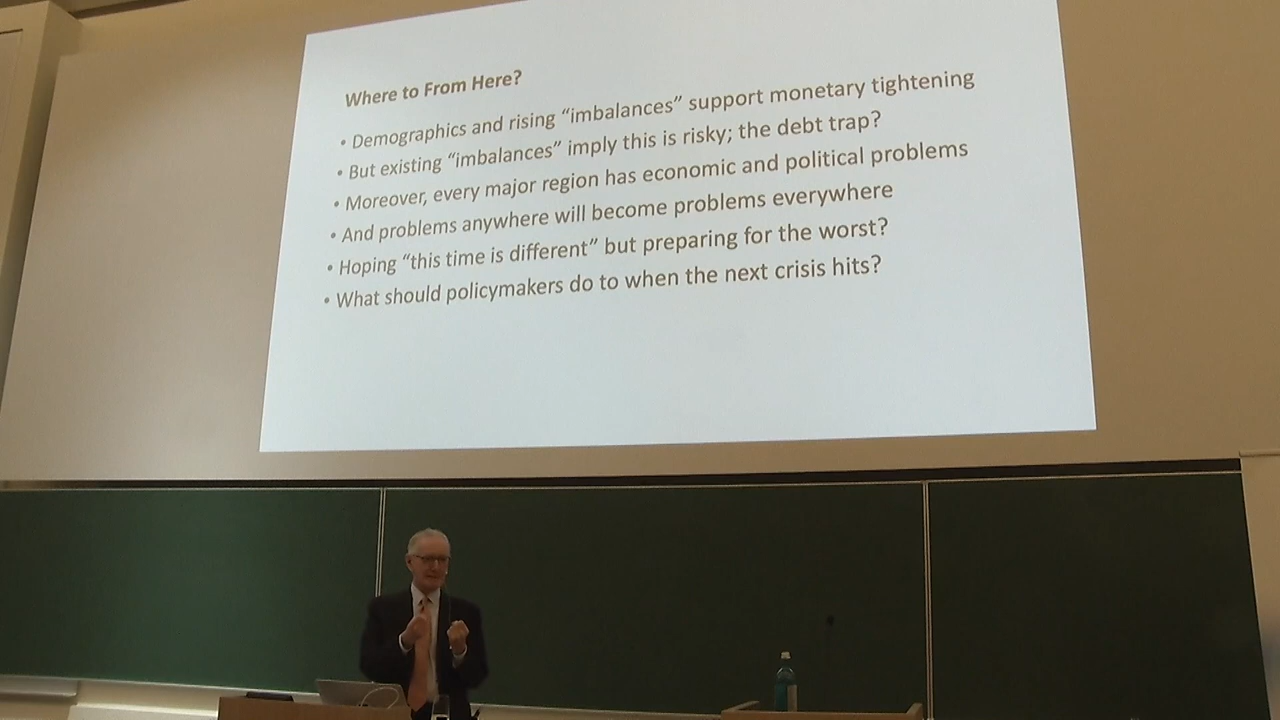 Where to From Here?
• Demographics and rising “imbalances” support monetary tightening
• But existing “imbalances” imply this is risky; the debt trap?
• Moreover, every major region has economic and political problems
• And problems anywhere will become problems everywhere
• Hoping “this time is different” but preparing for the worst?
• What should policymakers do to when the next crisis hits?